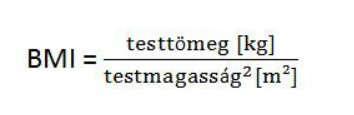 BMI = testtömeg [kg]
testmagasság² [m²]